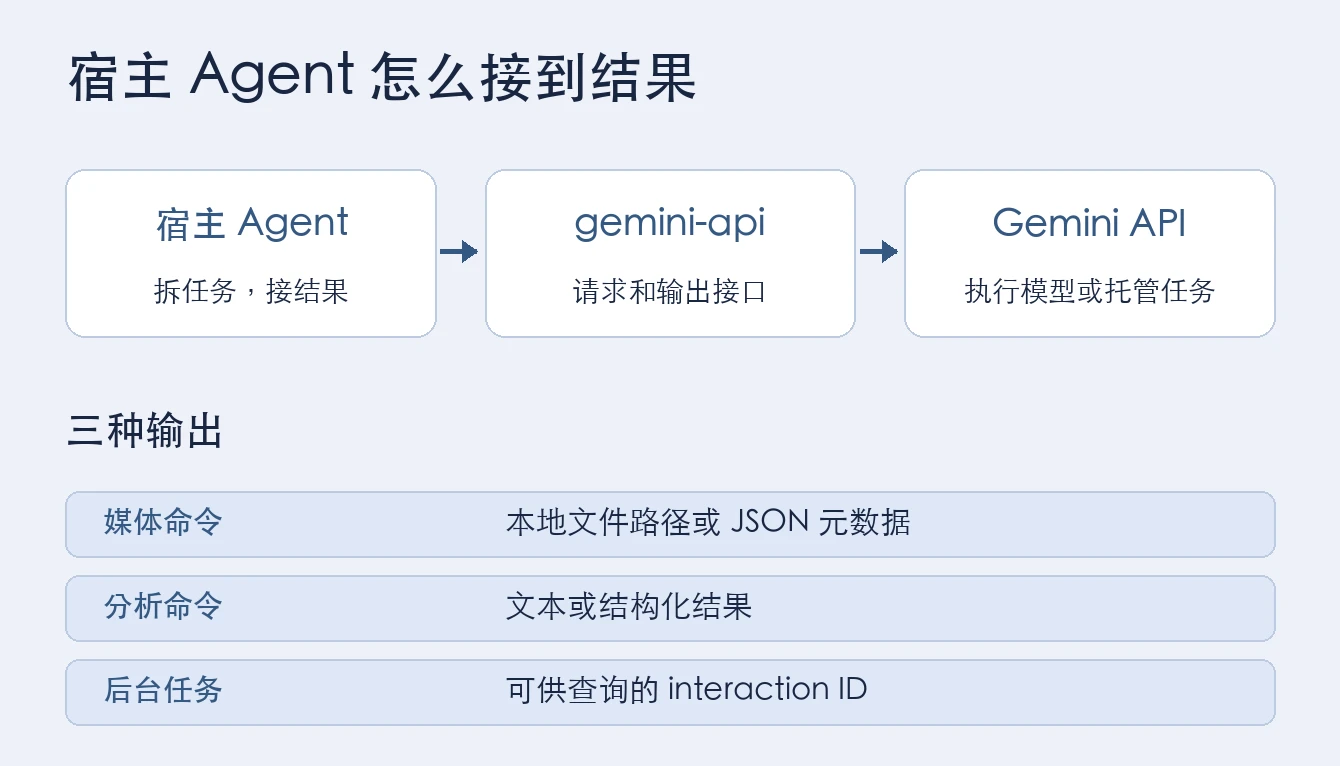 宿主 Agent 怎么接到结果
宿主 Agent
拆任务，接结果
gemini-api
请求和输出接口
Gemini API
执行模型或托管任务
三种输出
媒体命令
本地文件路径或 JSON 元数据
分析命令
文本或结构化结果
后台任务
可供查询的 interaction ID